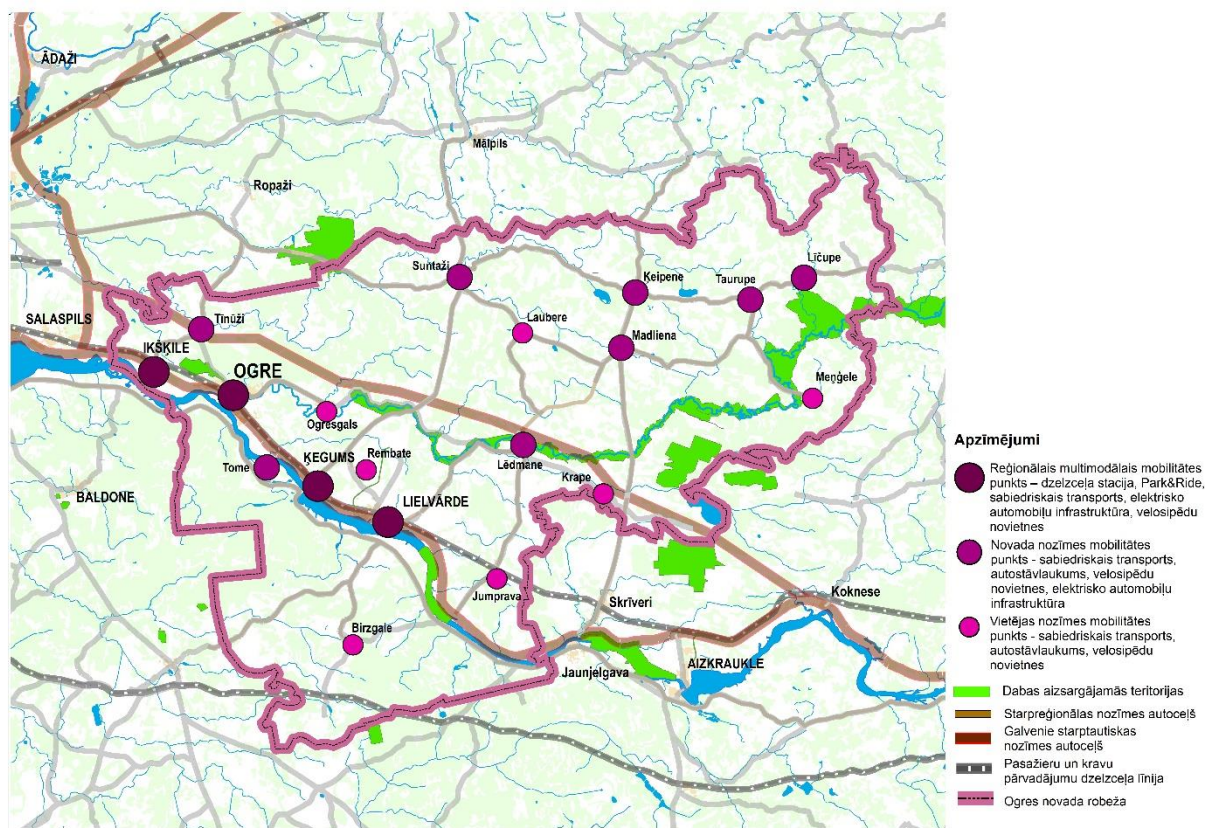 ĀDAŽI
Mālpils
Ropaži
Suntaži
Ķeipene
Taurupe
Līčupe
SALASPILS
Tīnūži
Laubere
Madliena
IKŠĶILE
OGRE
Meņģele
Ogresgals
Tome
ĶEGUMS
Rembate
Lēdmane
Krape
BALDONE
LIELVĀRDE
Jumprava
Skrīveri
Koknese
Birzgale
Jaunjelgava
AIZKRAUKLE
Apzīmējumi
Reģionālais multimodālais mobilitātes
punkts – dzelzceļa stacija, Park&Ride,
sabiedriskais transports, elektrisko
automobiļu infrastruktūra, velosipēdu
novietnes
Novada nozīmes mobilitātes
punkts - sabiedriskais transports,
autostāvlaukums, velosipēdu
novietnes, elektrisko automobiļu
infrastruktūra
Vietējas nozīmes mobilitātes
punkts - sabiedriskais transports,
autostāvlaukums, velosipēdu
novietnes
Dabas aizsargājamās teritorijas
Starpreģionālas nozīmes autoceļš
Galvenie starptautiskas
nozīmes autoceļš
Pasažieru un kravu
pārvadājumu dzelzceļa līnija
Ogres novada robeža